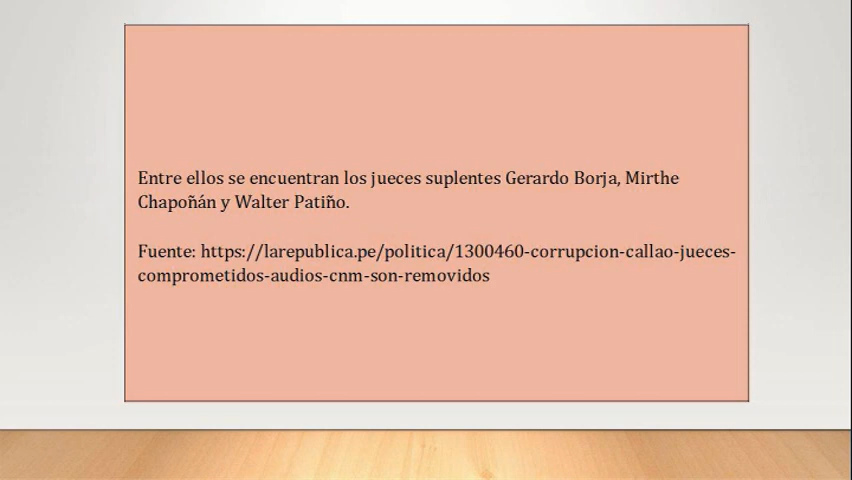 Entre ellos se encuentran los jueces suplentes Gerardo Borja, Mirthe
Chapoñán y Walter Patiño.
Fuente: https://larepublica.pe/politica/1300460-corrupcion-callao-jueces-
comprometidos-audios-cnm-son-removidos